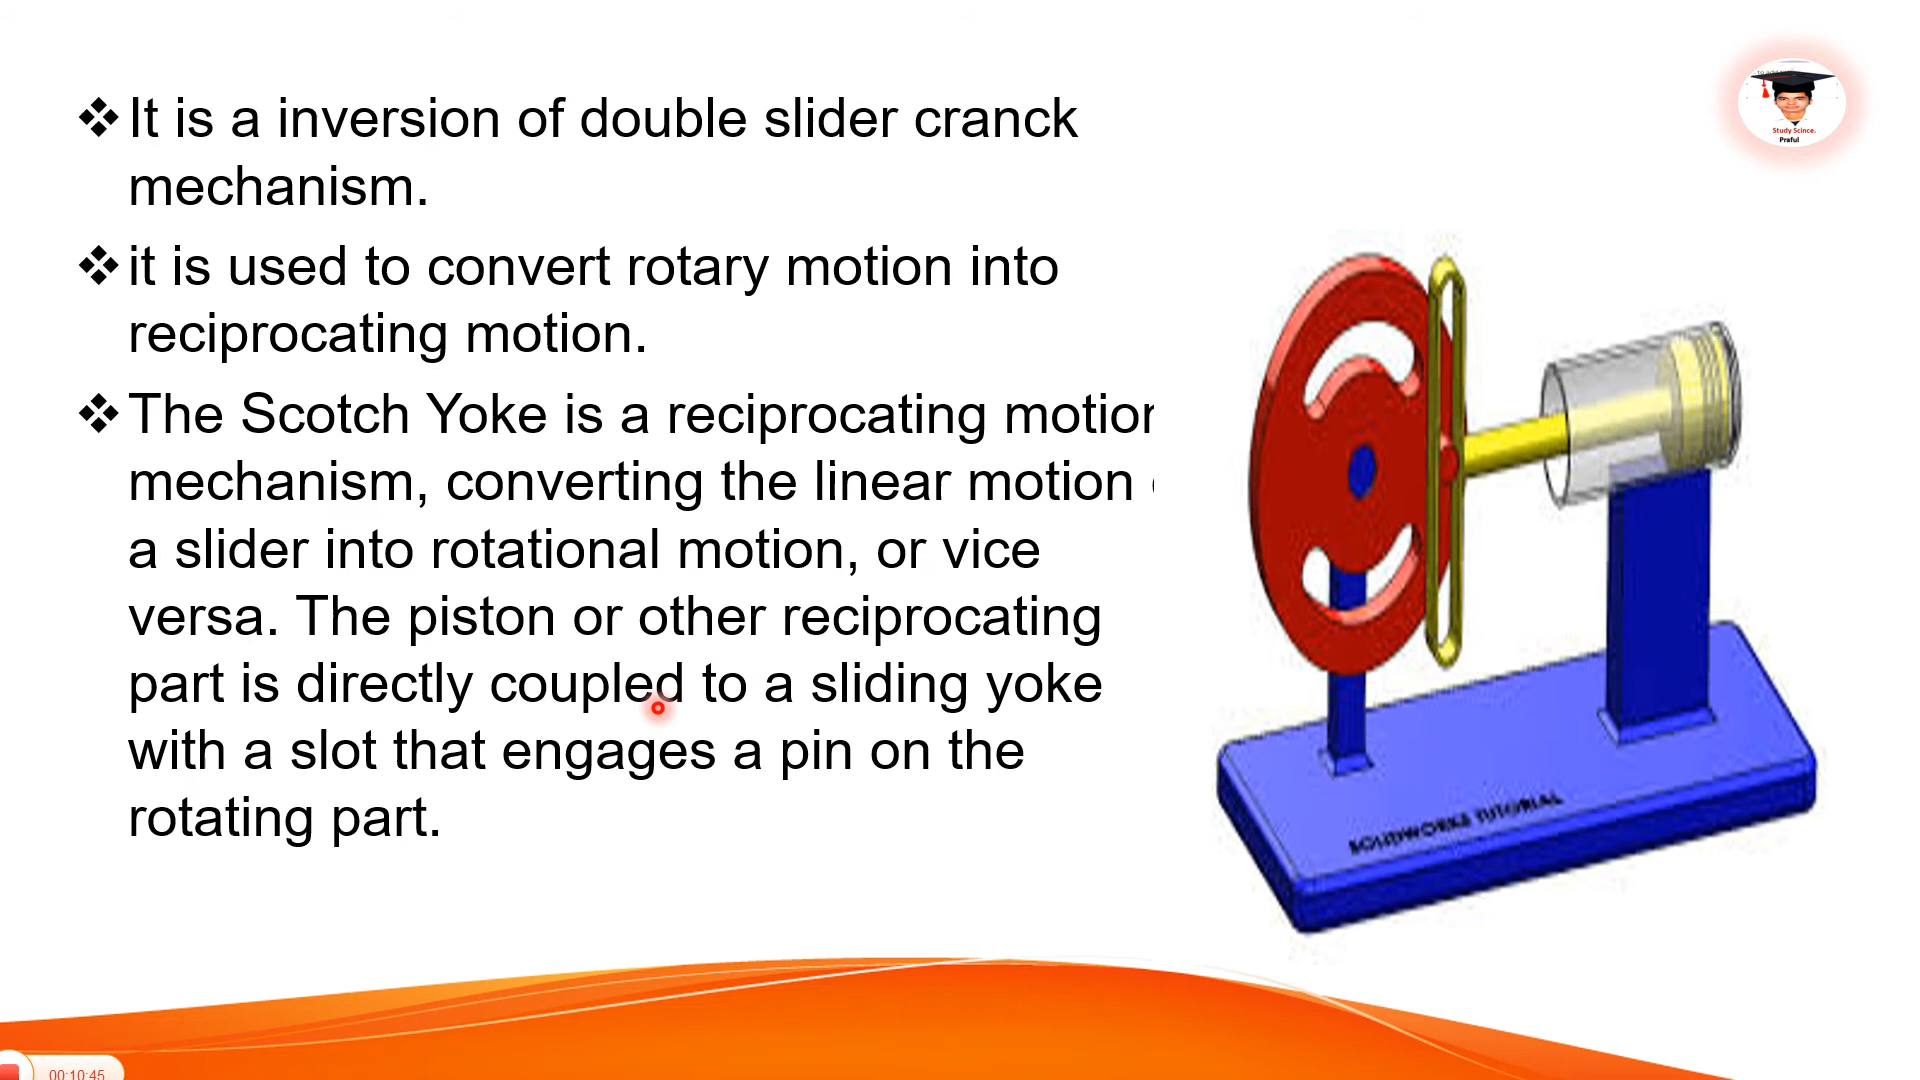 ❖It is a inversion of double slider cranck
mechanism.
❖it is used to convert rotary motion into
reciprocating motion.
❖The Scotch Yoke is a reciprocating motion
mechanism, converting the linear motion
a slider into rotational motion, or vice
versa. The piston or other reciprocating
part is directly coupled to a sliding yoke
with a slot that engages a pin on the
rotating part.
Study Scince.
Praful
SOLIDWORKS TUTORIAL
00:10:45